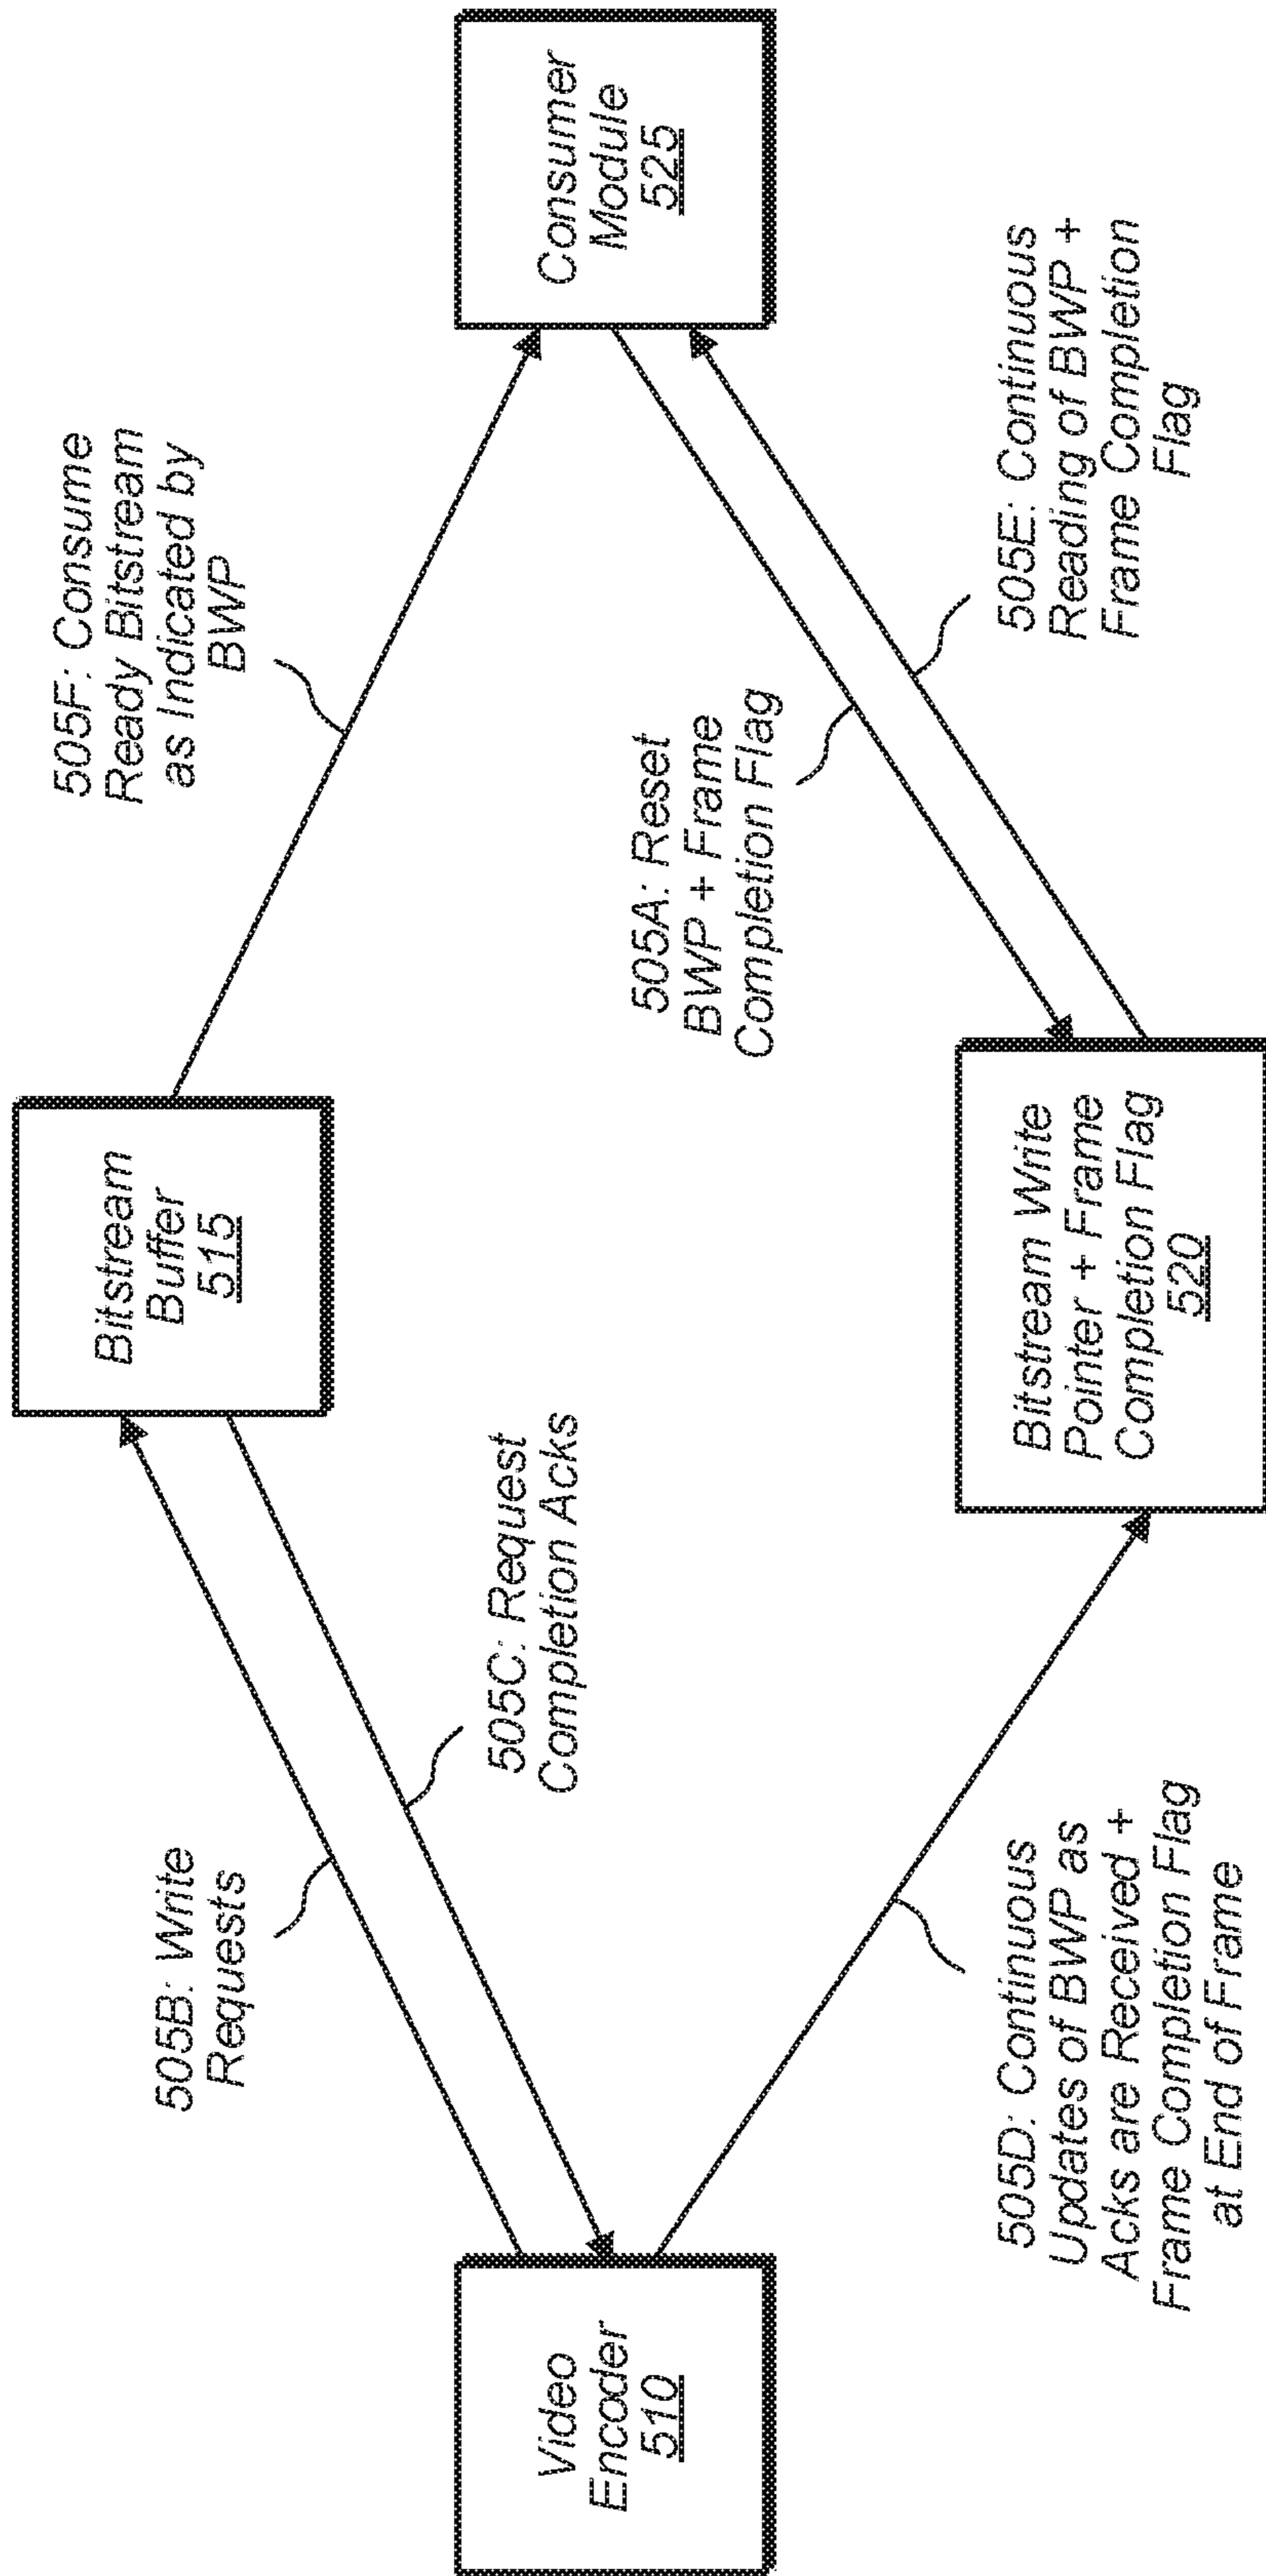 505B: Write
Requests
Bitstream
Buffer
515
505F: Consume
Ready Bitstream
as Indicated by
BWP
505C: Request
Completion Acks
Video
Encoder
510
Consumer
Module
525
505A: Reset
BWP + Frame
Completion Flag
505D: Continuous
Updates of BWP as
Acks are Received +
Frame Completion Flag
at End of Frame
Bitstream Write
Pointer + Frame
Completion Flag
520
505E: Continuous
Reading of BWP +
Frame Completion
Flag